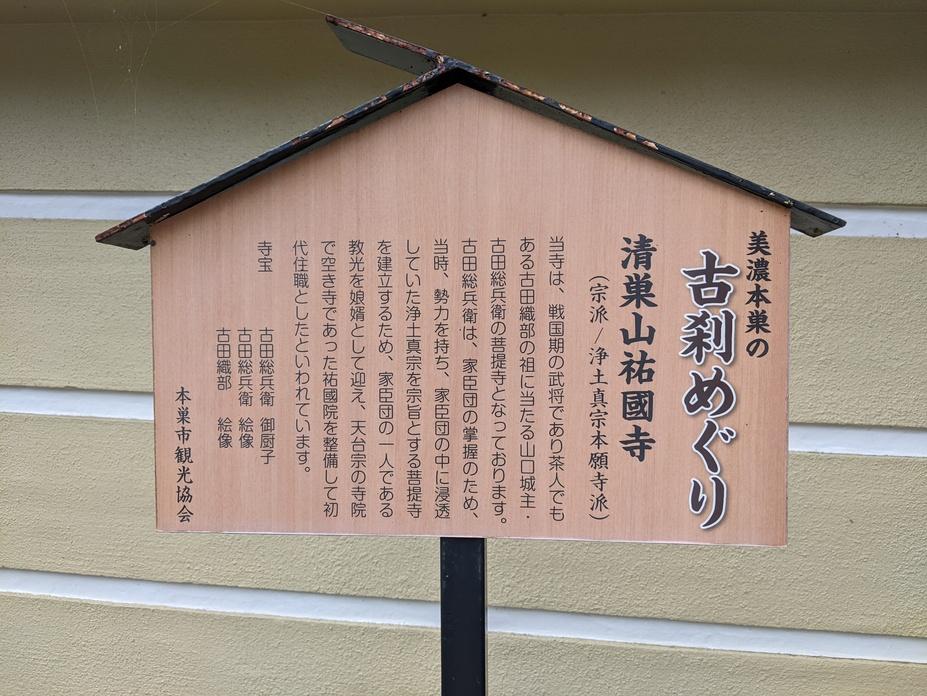 美濃本巣の
古刹めぐり
清巣山祐國寺
（宗派／浄土真宗本願寺派）
当寺は、戦国期の武将であり茶人でも
ある古田織部の祖に当たる山口城主・
古田総兵衛の菩提寺となっております。
古田総兵衛は、家臣団の掌握のため、
当時、勢力を持ち、家臣団の中に浸透
していた浄土真宗を宗旨とする菩提寺
を建立するため、家臣団の一人である
教光を娘婿として迎え、天台宗の寺院
で空き寺であった祐國院を整備して初
代住職としたといわれています。
寺宝　古田総兵衛　御厨子
古田総兵衛　絵像
古田織部　絵像
本巣市観光協会